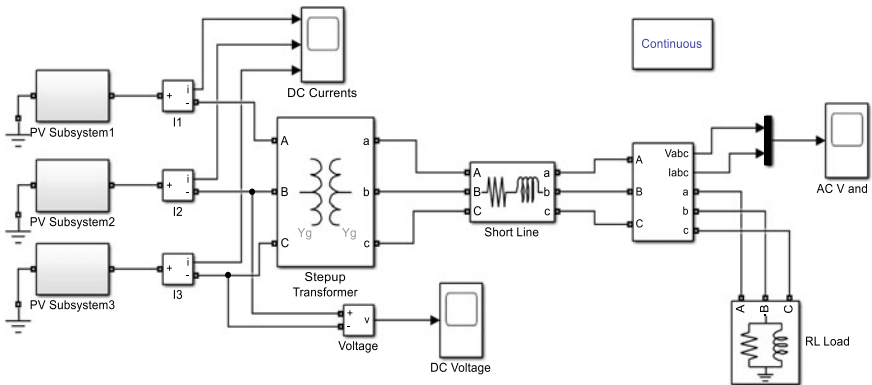 Continuous
DC Currents
+ i -
I1
PV Subsystem1
A a
B b
C c
Yg Yg
Stepup
Transformer
+ i -
I2
PV Subsystem2
+ i -
I3
PV Subsystem3
A a
B b
C c
Short Line
A Vabc
Iabc
B a
b
C c
AC V and
+ v -
Voltage
DC Voltage
A B C
RL Load